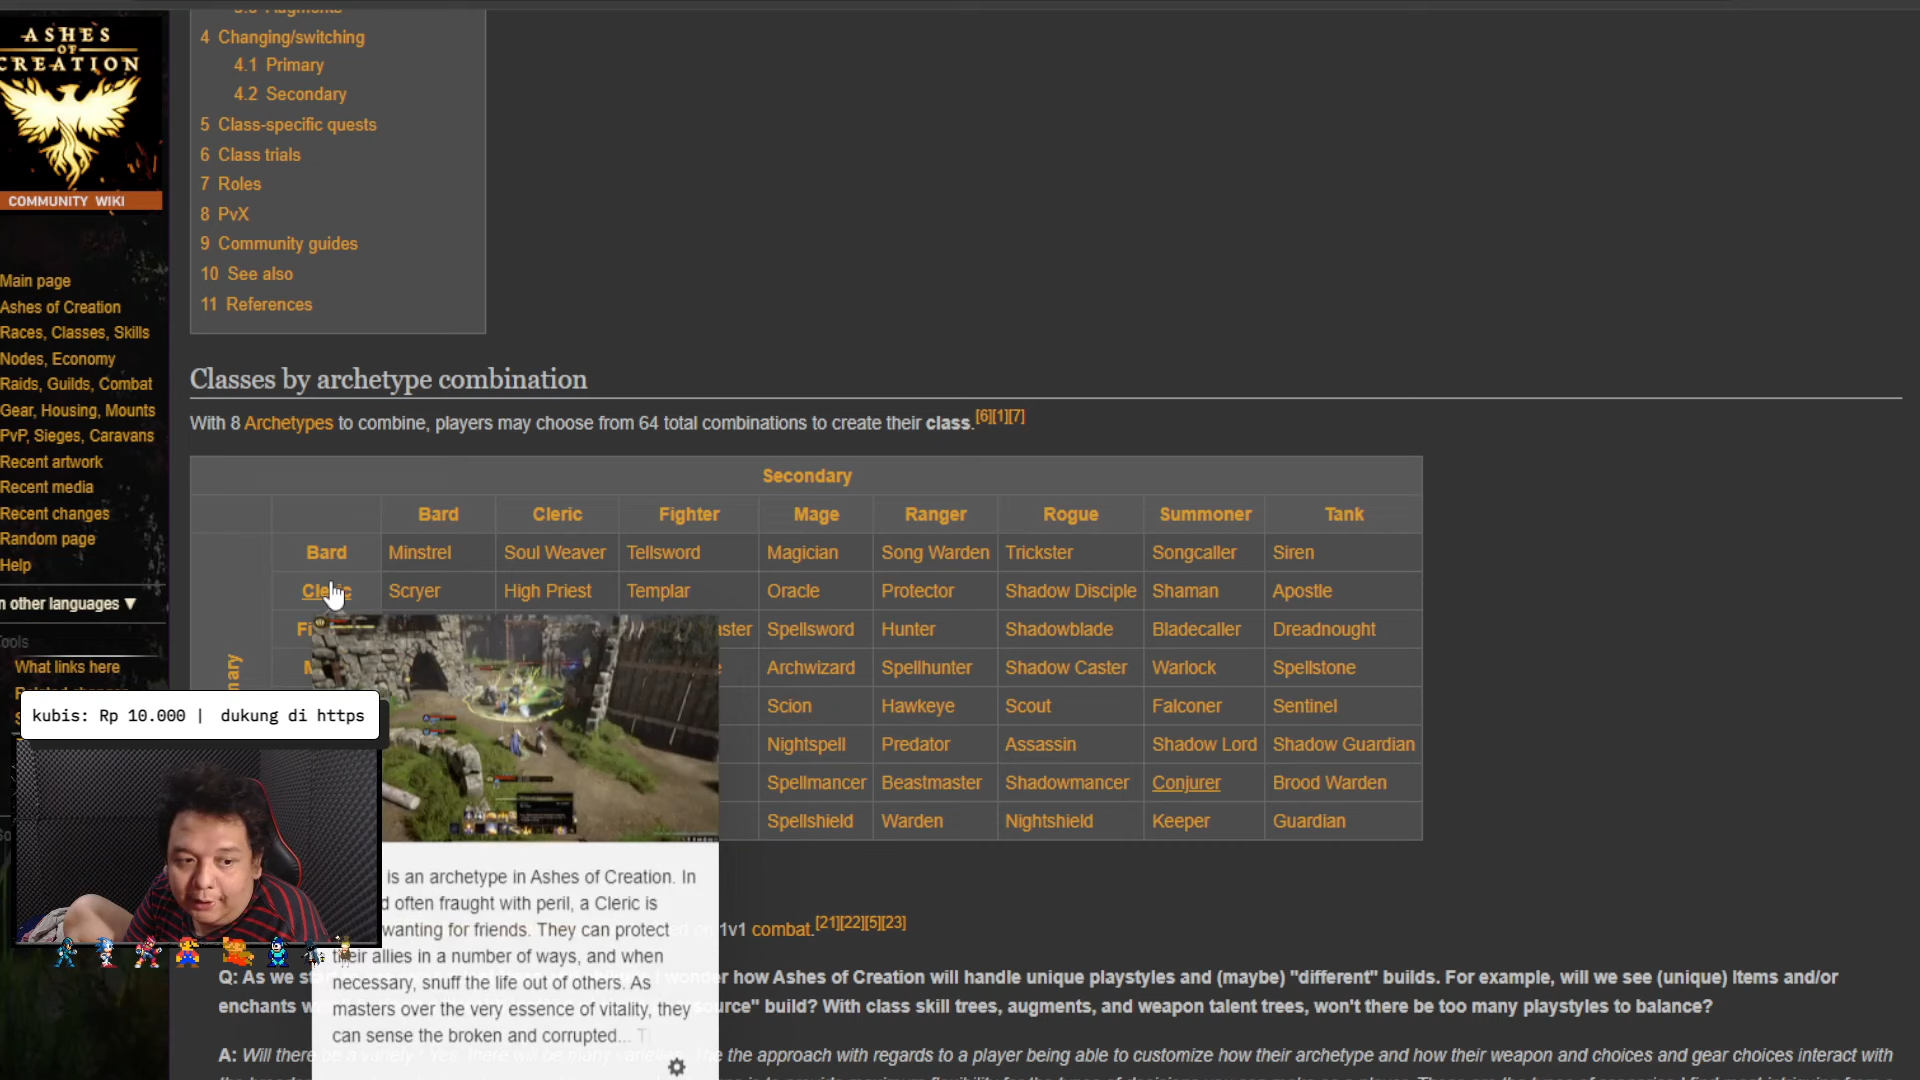 ASHES
OF
CREATION
COMMUNITY WIKI
4 Changing/switching
4.1 Primary
4.2 Secondary
5 Class-specific quests
6 Class trials
7 Roles
8 PvX
9 Community guides
10 See also
11 References
Main page
Ashes of Creation
Races, Classes, Skills
Nodes, Economy
Raids, Guilds, Combat
Gear, Housing, Mounts
PvP, Sieges, Caravans
Recent artwork
Recent media
Recent changes
Random page
Help
n other languages ▼
ools
What links here
kubis: Rp 10.000 | dukung di https
Classes by archetype combination
With 8 Archetypes to combine, players may choose from 64 total combinations to create their class.[6][1][7]
Secondary
Bard Cleric Fighter Mage Ranger Rogue Summoner Tank
Bard Minstrel Soul Weaver Tellsword Magician Song Warden Trickster Songcaller Siren
Scryer High Priest Templar Oracle Protector Shadow Disciple Shaman Apostle
Spellsword Hunter Shadowblade Bladecaller Dreadnought
Archwizard Spellhunter Shadow Caster Warlock Spellstone
Scion Hawkeye Scout Falconer Sentinel
Nightspell Predator Assassin Shadow Lord Shadow Guardian
Spellmancer Beastmaster Shadowmancer Conjurer Brood Warden
Spellshield Warden Nightshield Keeper Guardian
is an archetype in Ashes of Creation. In
d often fraught with peril, a Cleric is
wanting for friends. They can protect
their allies in a number of ways, and when
necessary, snuff the life out of others. As
masters over the very essence of vitality, they
can sense the broken and corrupted...
1v1 combat.[21][22][5][23]
Q: As we wonder how Ashes of Creation will handle unique playstyles and (maybe) "different" builds. For example, will we see (unique) Items and/or
enchants source" build? With class skill trees, augments, and weapon talent trees, won't there be too many playstyles to balance?
A: Will there the approach with regards to a player being able to customize how their archetype and how their weapon and choices and gear choices interact with